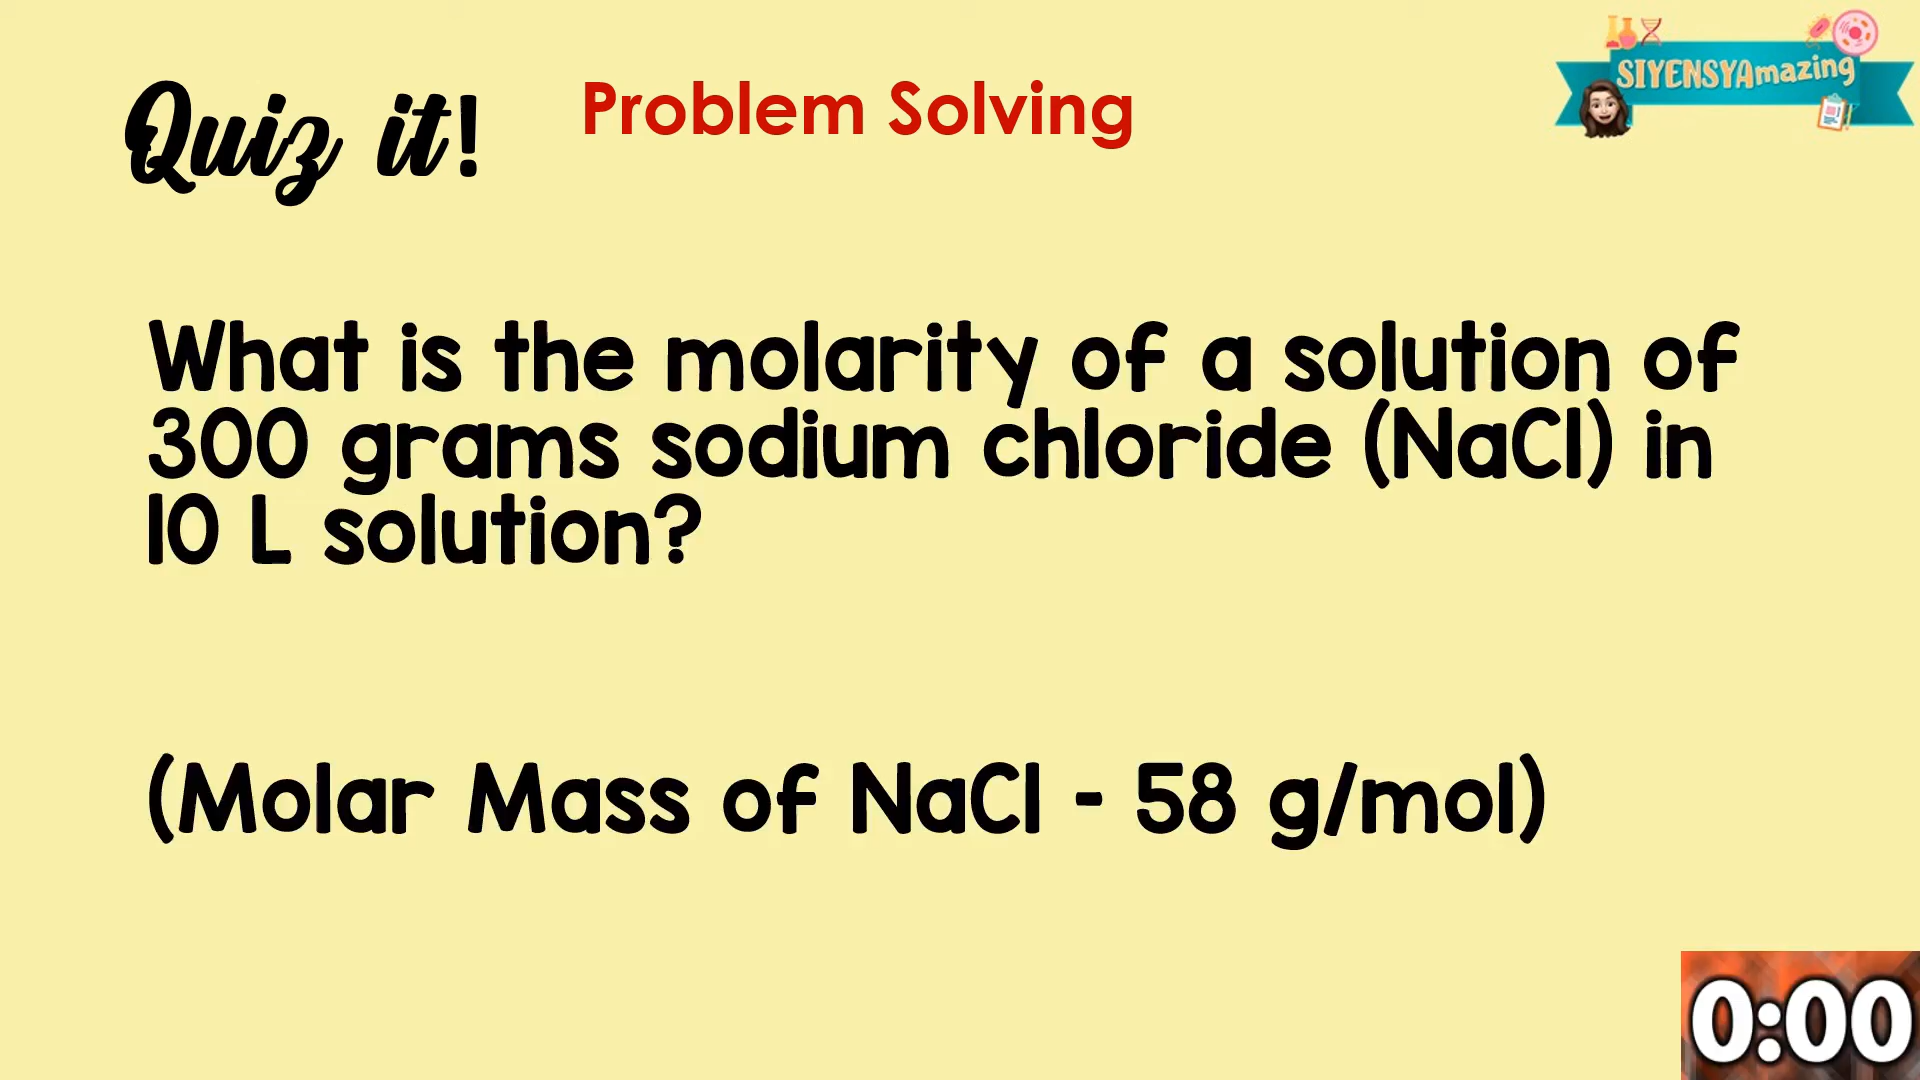 SIYENSYAmazing
Quiz it!
Problem Solving
What is the molarity of a solution of
300 grams sodium chloride (NaCl) in
10 L solution?
(Molar Mass of NaCl - 58 g/mol)
0:00